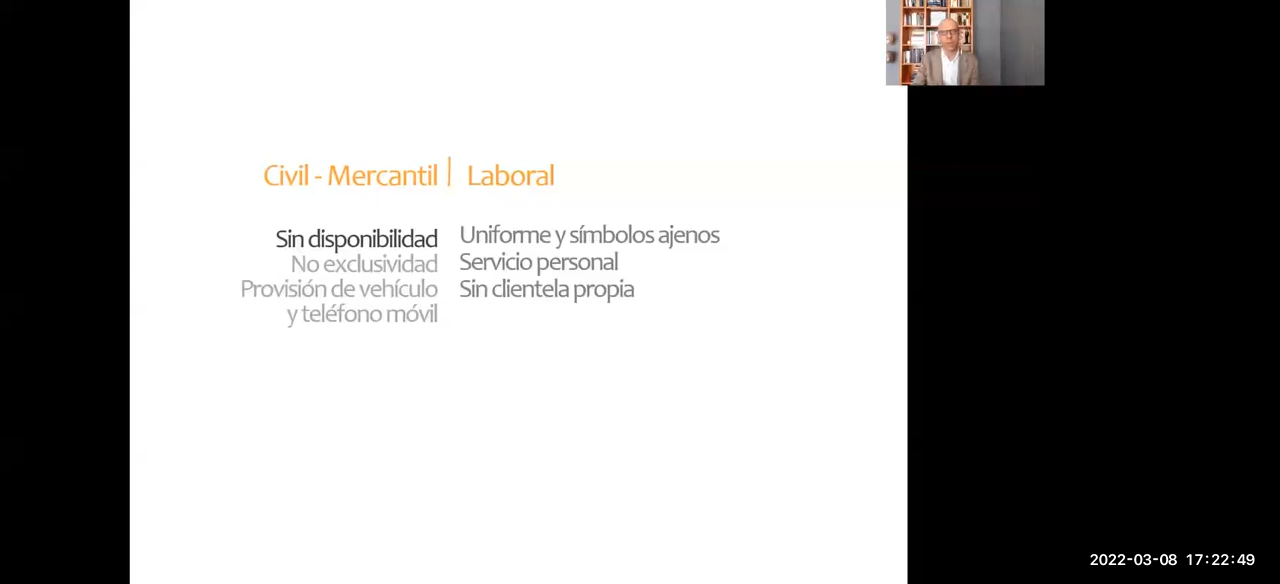 Civil - Mercantil | Laboral
Sin disponibilidad
No exclusividad
Provisión de vehículo
y teléfono móvil
Uniforme y símbolos ajenos
Servicio personal
Sin clientela propia
2022-03-08 17:22:49